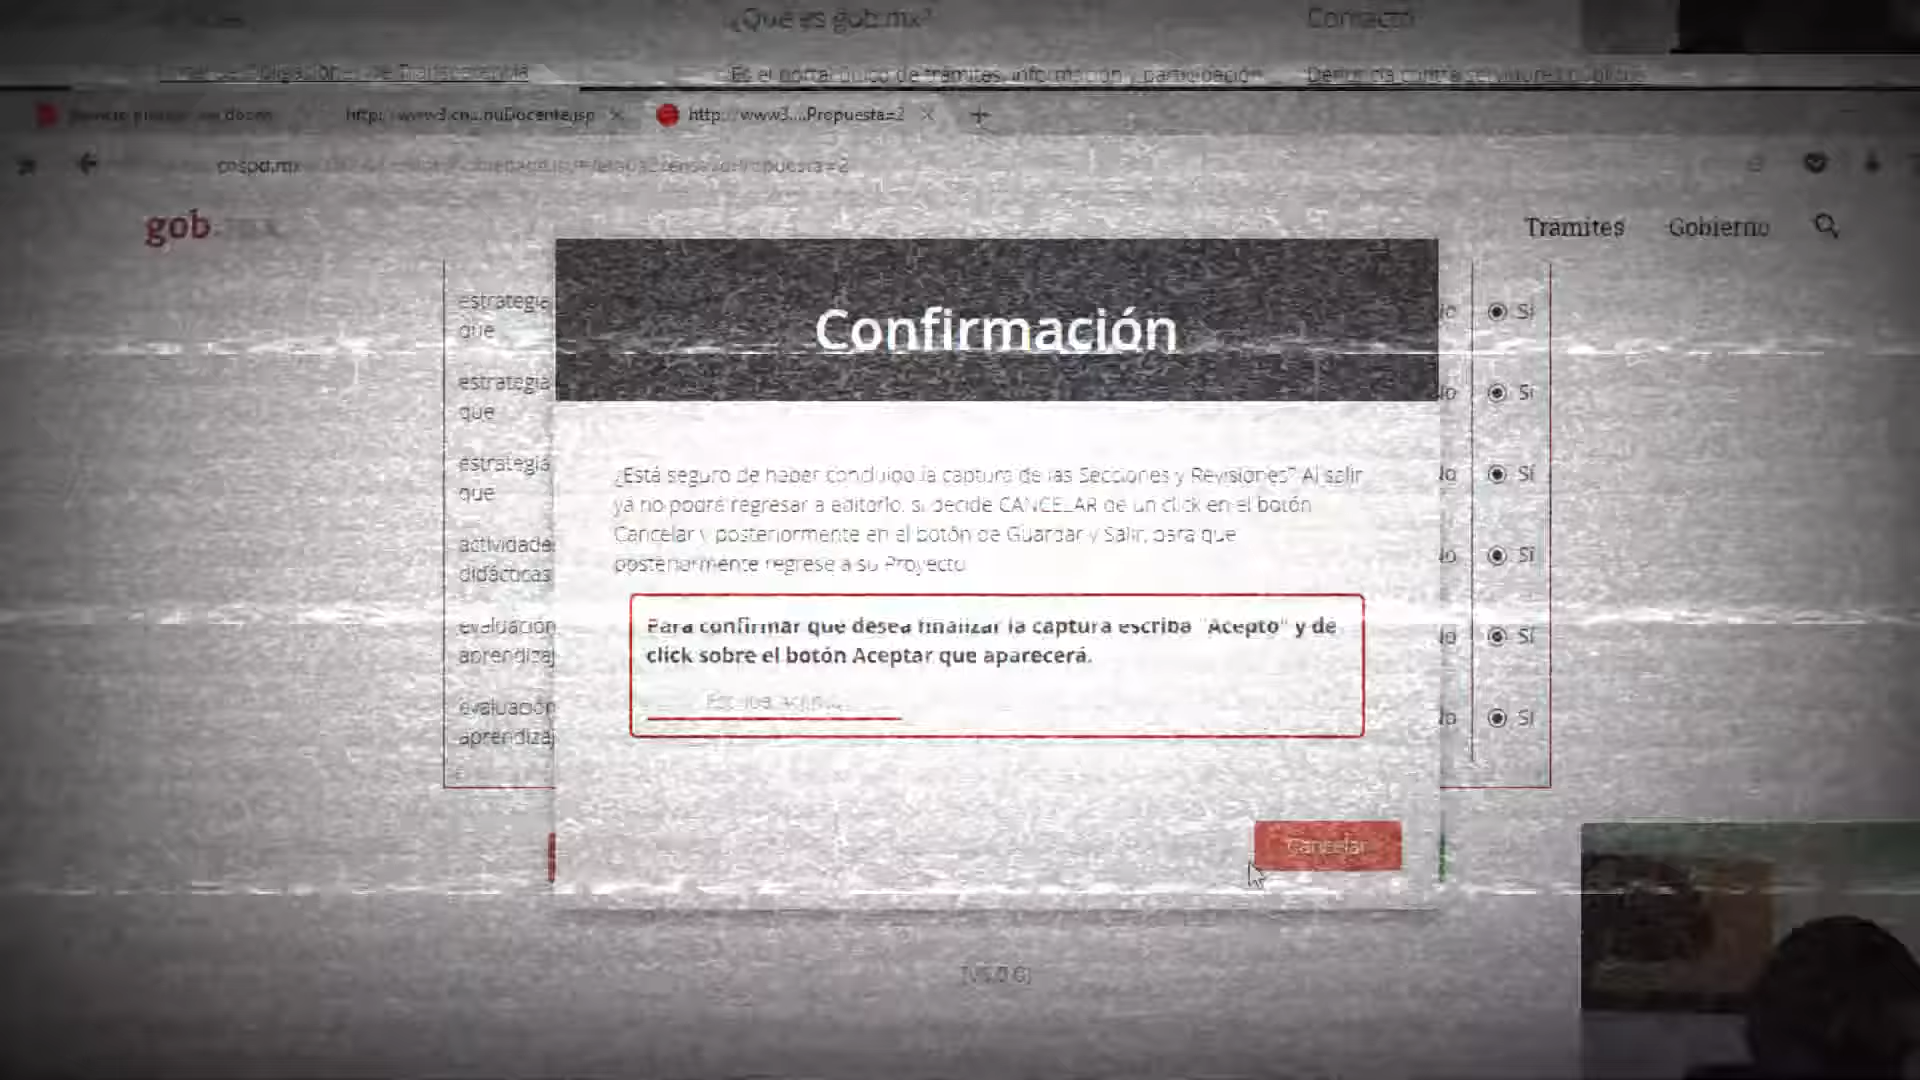 ¿Qué es gob.mx?
Contacto
Es el portal único de trámites, información y participación
Denuncia contra servidores públicos
http://www3....Propuesta=2
gob
Trámites
Gobierno
Confirmación
estrategia
que
Sí
estrategia
que
Sí
¿Está seguro de haber concluido la captura de las Secciones y Revisiones? Al salir
ya no podrá regresar a editarlo, si decide CANCELAR de un click en el botón
Cancelar y posteriormente en el botón de Guardar y Salir, para que
posteriormente regrese a su Proyecto
estrategia
que
Sí
didácticas
Sí
Para confirmar que desea finalizar la captura escriba "Acepto" y de
click sobre el botón Aceptar que aparecerá.
evaluación
Sí
evaluación
Sí
Cancelar